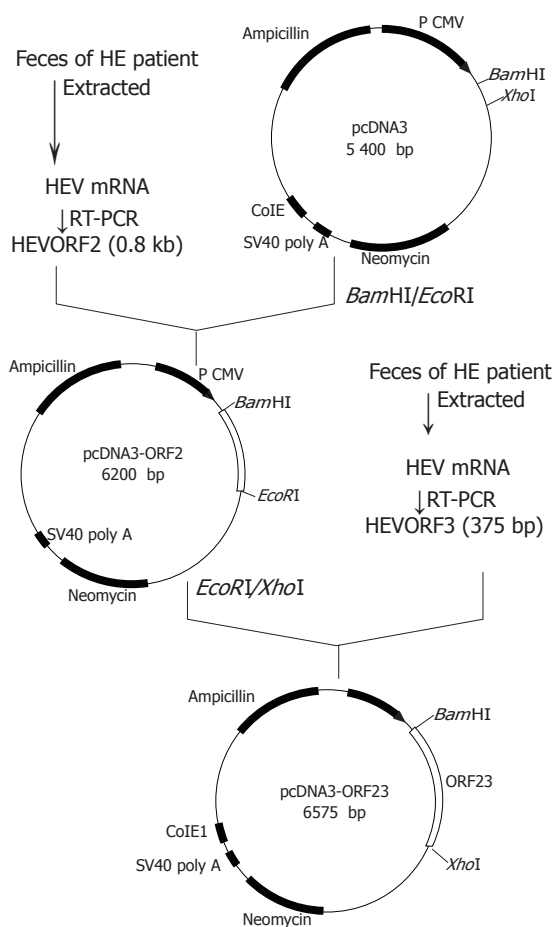 Feces of HE patient
Extracted
HEV mRNA
↓RT-PCR
HEVORF2 (0.8 kb)
Ampicillin
P CMV
BamHI
XhoI
pcDNA3
5 400 bp
CoIE
SV40 poly A
Neomycin
BamHI/EcoRI
Ampicillin
P CMV
BamHI
pcDNA3-ORF2
6200 bp
EcoRI
SV40 poly A
Neomycin
Feces of HE patient
Extracted
HEV mRNA
↓RT-PCR
HEVORF3 (375 bp)
EcoRI/XhoI
Ampicillin
BamHI
pcDNA3-ORF23
6575 bp
ORF23
CoIE1
SV40 poly A
XhoI
Neomycin